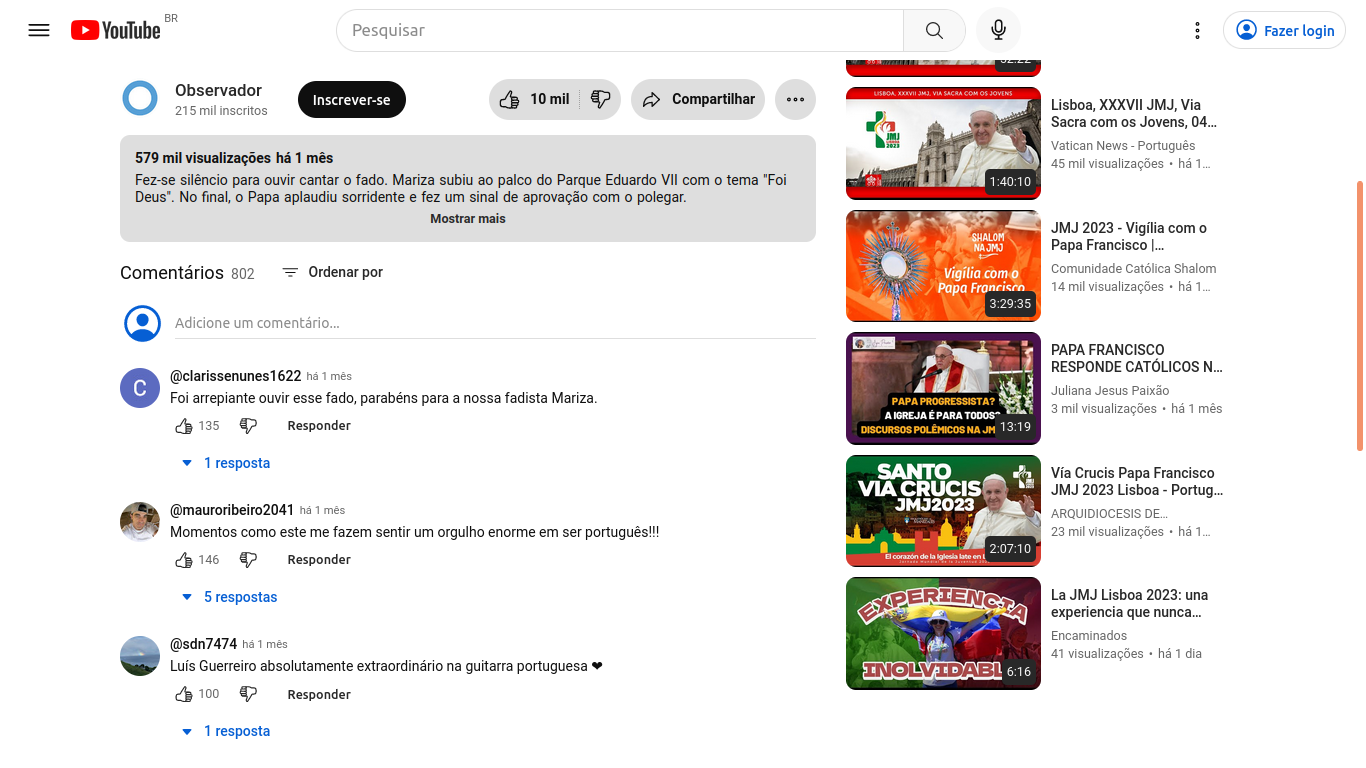 YouTube BR
Pesquisar
Fazer login
Observador
215 mil inscritos
Inscrever-se
10 mil
Compartilhar
579 mil visualizações há 1 mês
Fez-se silêncio para ouvir cantar o fado. Mariza subiu ao palco do Parque Eduardo VII com o tema "Foi
Deus". No final, o Papa aplaudiu sorridente e fez um sinal de aprovação com o polegar.
Mostrar mais
Comentários 802
Ordenar por
Adicione um comentário...
C
@clarissenunes1622 há 1 mês
Foi arrepiante ouvir esse fado, parabéns para a nossa fadista Mariza.
135
Responder
1 resposta
@mauroribeiro2041 há 1 mês
Momentos como este me fazem sentir um orgulho enorme em ser português!!!
146
Responder
5 respostas
@sdn7474 há 1 mês
Luís Guerreiro absolutamente extraordinário na guitarra portuguesa ❤
100
Responder
1 resposta
LISBOA, XXXVII JMJ, VIA SACRA COM OS JOVENS
JMJ
LISBOA
2023
1:40:10
Lisboa, XXXVII JMJ, Via
Sacra com os Jovens, 04...
Vatican News - Português
45 mil visualizações • há 1...
SHALOM
NA JMJ
Vigília com o
Papa Francisco
3:29:35
JMJ 2023 - Vigília com o
Papa Francisco |...
Comunidade Católica Shalom
14 mil visualizações • há 1...
PAPA PROGRESSISTA?
A IGREJA É PARA TODOS?
DISCURSOS POLÊMICOS NA JM
13:19
PAPA FRANCISCO
RESPONDE CATÓLICOS N...
Juliana Jesus Paixão
3 mil visualizações • há 1 mês
SANTO
VIA CRUCIS
JMJ2023
El corazón de la Iglesia late en L
2:07:10
Vía Crucis Papa Francisco
JMJ 2023 Lisboa - Portug...
ARQUIDIOCESIS DE...
23 mil visualizações • há 1...
EXPERIENCIA
INOLVIDABL
6:16
La JMJ Lisboa 2023: una
experiencia que nunca...
Encaminados
41 visualizações • há 1 dia